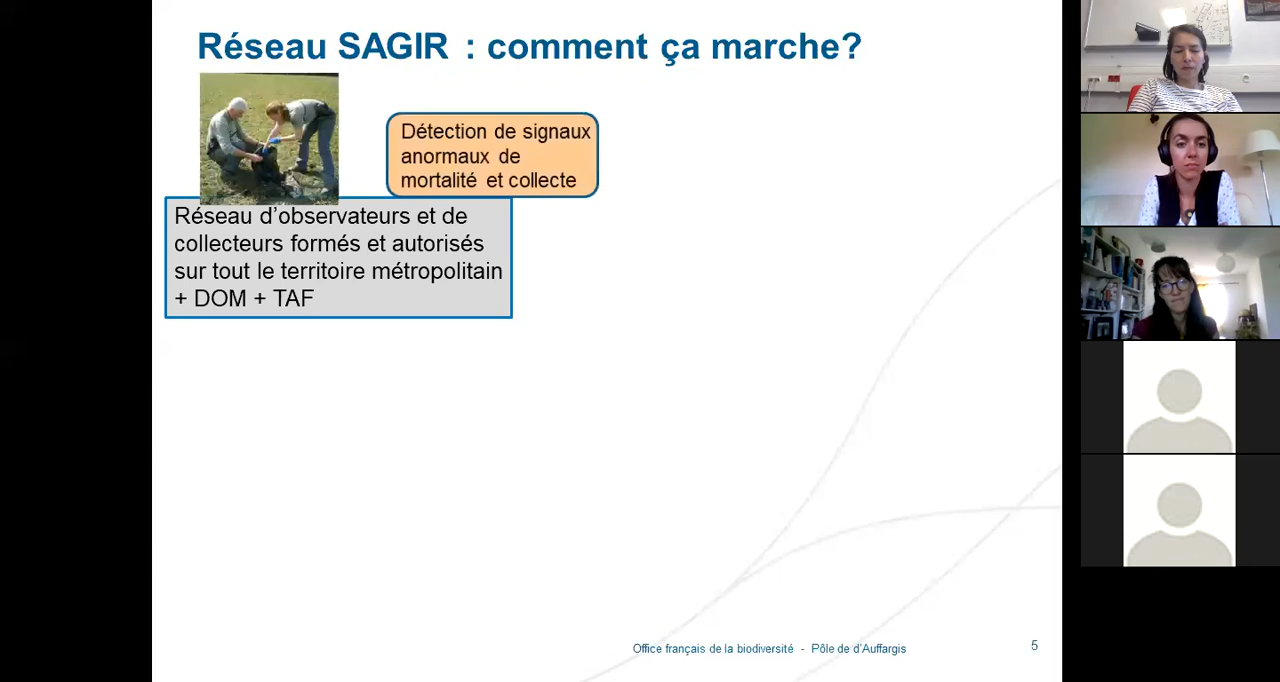 Réseau SAGIR : comment ça marche?
Détection de signaux
anormaux de
mortalité et collecte
Réseau d’observateurs et de
collecteurs formés et autorisés
sur tout le territoire métropolitain
+ DOM + TAF
Office français de la biodiversité - Pôle de d’Auffargis
5